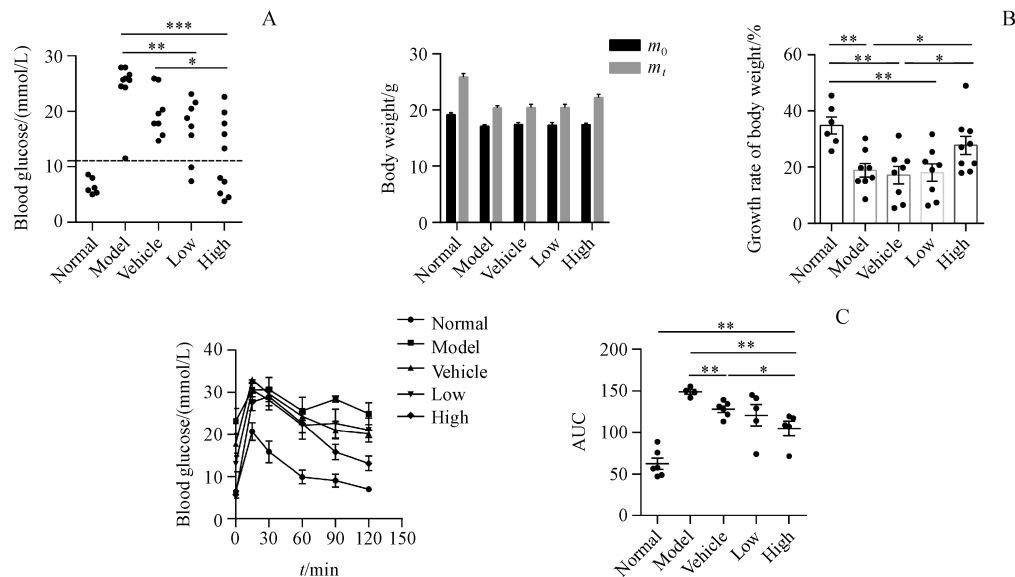 A
***
**
*
Blood glucose/(mmol/L)
30
20
10
0
Normal
Model
Vehicle
Low
High
Body weight/g
40
30
20
10
0
m0
mt
Normal
Model
Vehicle
Low
High
B
** *
** *
**
Growth rate of body weight/%
60
40
20
0
Normal
Model
Vehicle
Low
High
Normal
Model
Vehicle
Low
High
Blood glucose/(mmol/L)
40
30
20
10
0
0 30 60 90 120 150
t/min
C
**
**
** *
AUC
200
150
100
50
0
Normal
Model
Vehicle
Low
High